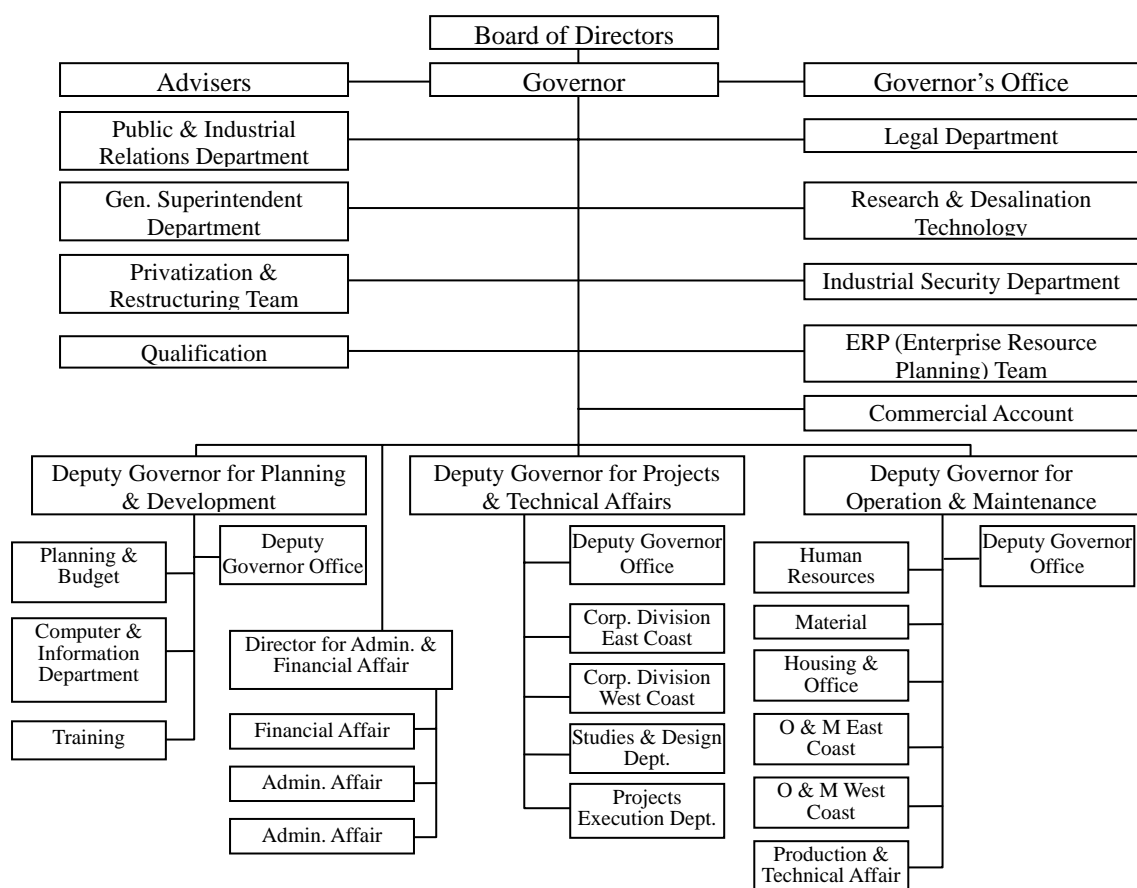 Board of Directors
Advisers
Governor
Governor's Office
Public & Industrial
Relations Department
Legal Department
Gen. Superintendent
Department
Research & Desalination
Technology
Privatization &
Restructuring Team
Industrial Security Department
Qualification
ERP (Enterprise Resource
Planning) Team
Commercial Account
Deputy Governor for Planning
& Development
Deputy Governor for Projects
& Technical Affairs
Deputy Governor for
Operation & Maintenance
Planning &
Budget
Deputy
Governor Office
Computer &
Information
Department
Training
Director for Admin. &
Financial Affair
Financial Affair
Admin. Affair
Admin. Affair
Deputy Governor
Office
Corp. Division
East Coast
Corp. Division
West Coast
Studies & Design
Dept.
Projects
Execution Dept.
Human
Resources
Deputy Governor
Office
Material
Housing &
Office
O & M East
Coast
O & M West
Coast
Production &
Technical Affair